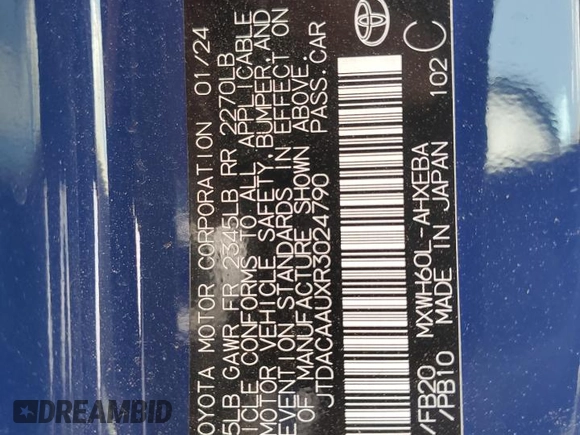 OYOTA MOTOR CORPORATION 01/24
5LB GAWR FR 2345LB RR 2270LB
ICLE CONFORMS TO ALL APPLICABLE
MOTOR VEHICLE SAFETY, BUMPER, AND
EVENTION STANDARDS IN EFFECT ON
OF MANUFACTURE SHOWN ABOVE.
JTDACAAUXR3024790 PASS. CAR
/FB20 MXWH60L-AHXEBA 102 C
/PB10 MADE IN JAPAN
DREAMBID